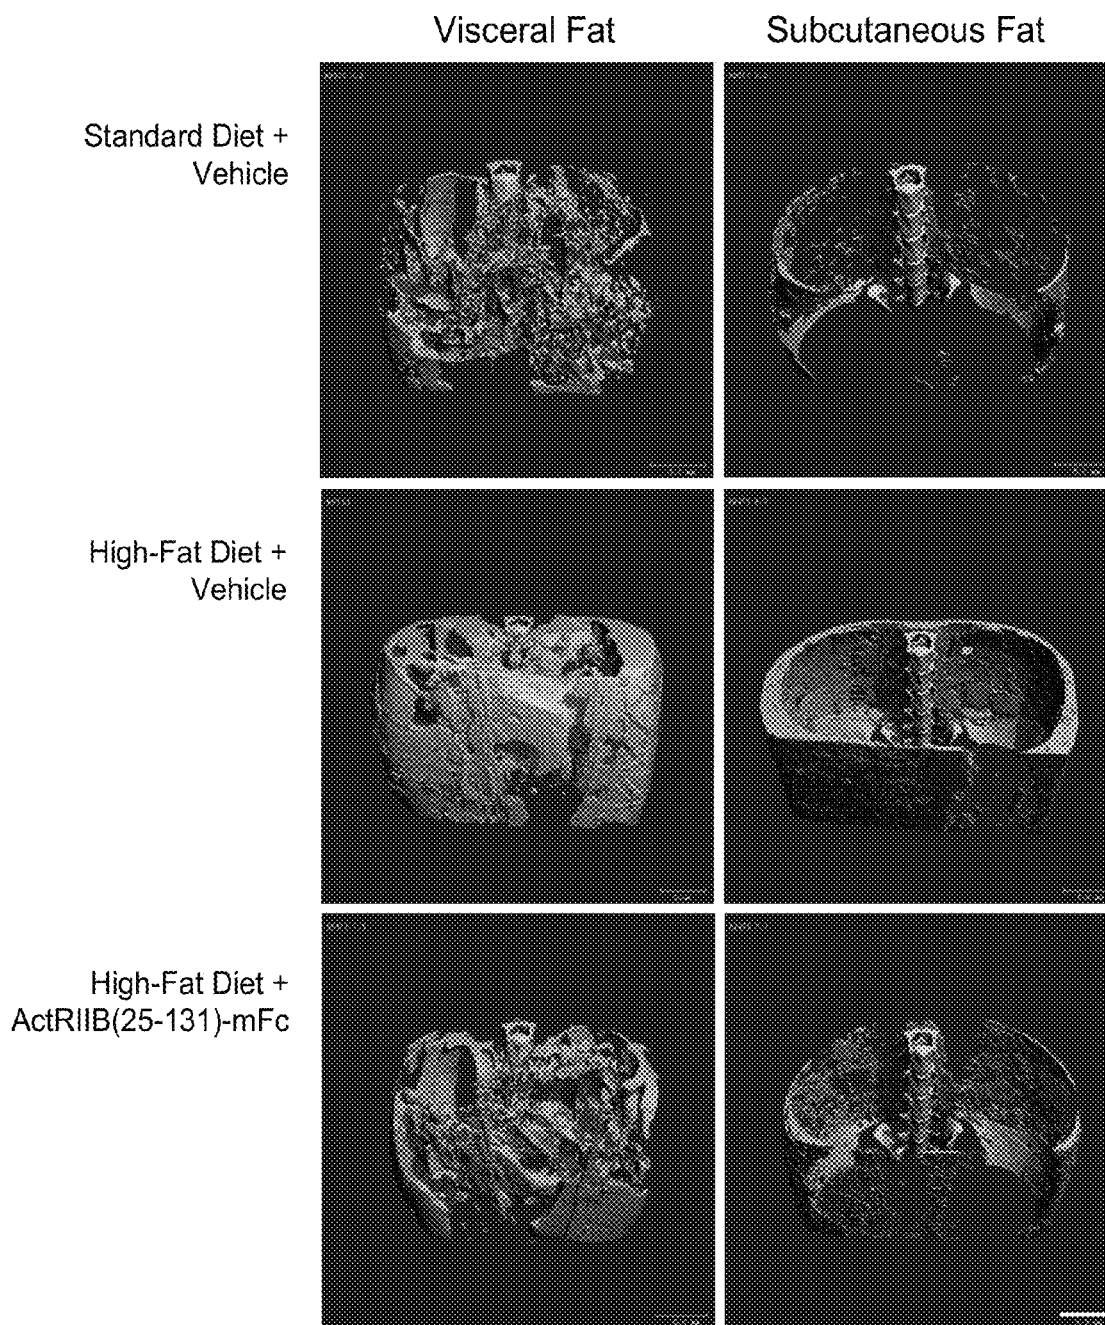 Visceral Fat
Subcutaneous Fat
Standard Diet +
Vehicle
High-Fat Diet +
Vehicle
High-Fat Diet +
ActRIIB(25-131)-mFc